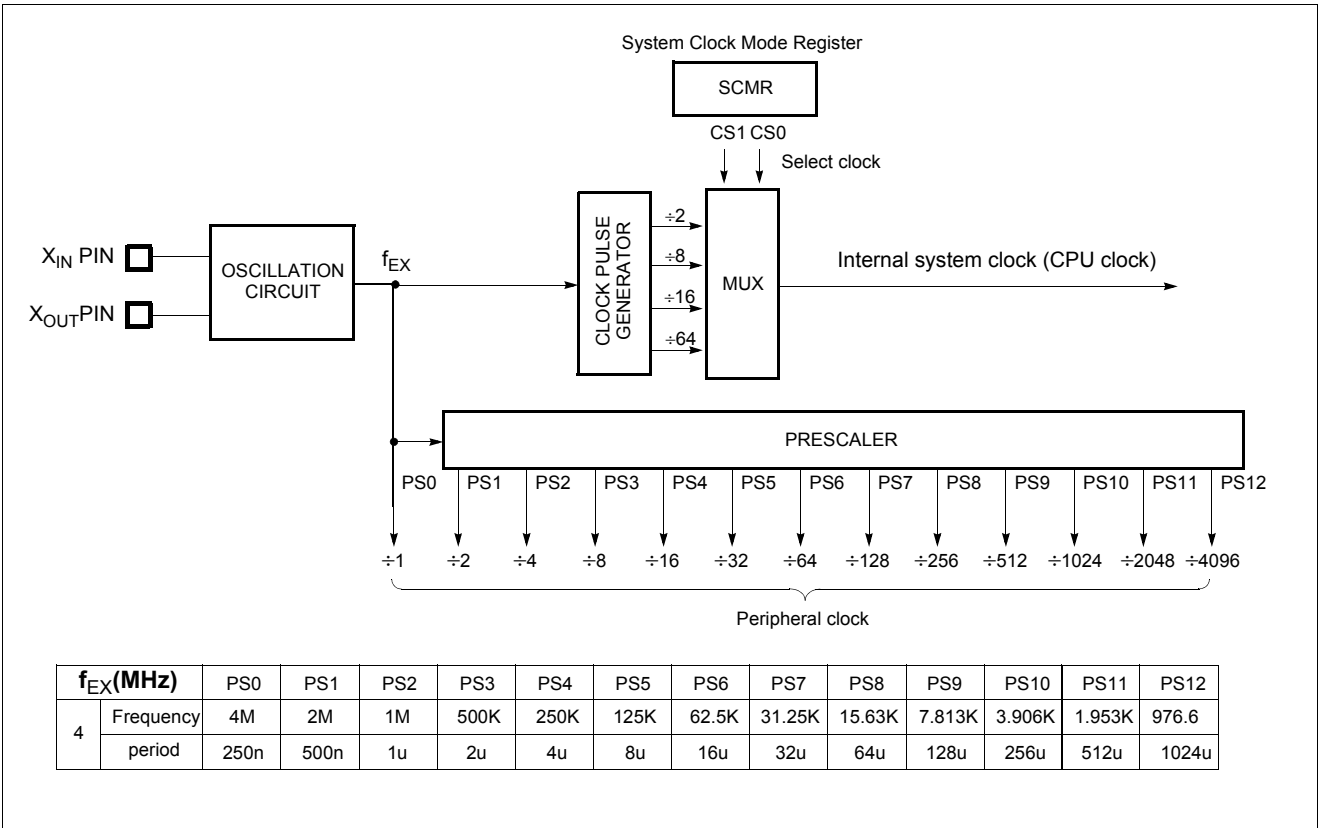 System Clock Mode Register
SCMR
CS1 CS0
Select clock
XIN PIN
XOUTPIN
OSCILLATION
CIRCUIT
fEX
CLOCK PULSE
GENERATOR
÷2
÷8
÷16
÷64
MUX
Internal system clock (CPU clock)
PRESCALER
PS0 PS1 PS2 PS3 PS4 PS5 PS6 PS7 PS8 PS9 PS10 PS11 PS12
÷1 ÷2 ÷4 ÷8 ÷16 ÷32 ÷64 ÷128 ÷256 ÷512 ÷1024 ÷2048 ÷4096
Peripheral clock
fEX(MHz) PS0 PS1 PS2 PS3 PS4 PS5 PS6 PS7 PS8 PS9 PS10 PS11 PS12
4 Frequency 4M 2M 1M 500K 250K 125K 62.5K 31.25K 15.63K 7.813K 3.906K 1.953K 976.6
period 250n 500n 1u 2u 4u 8u 16u 32u 64u 128u 256u 512u 1024u